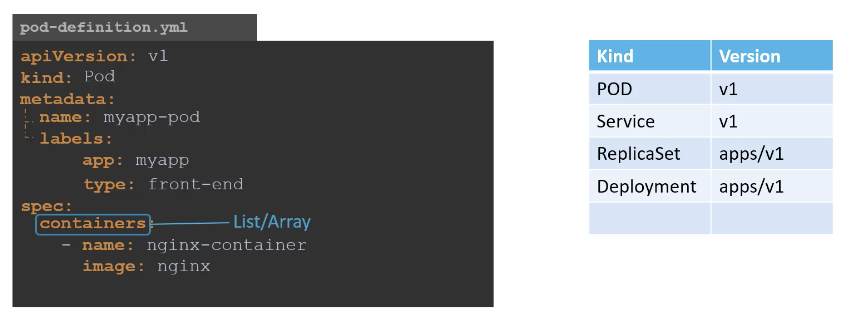 pod-definition.yml
apiVersion: v1
kind: Pod
metadata:
name: myapp-pod
labels:
app: myapp
type: front-end
spec:
containers:
List/Array
- name: nginx-container
image: nginx
Kind Version
POD v1
Service v1
ReplicaSet apps/v1
Deployment apps/v1